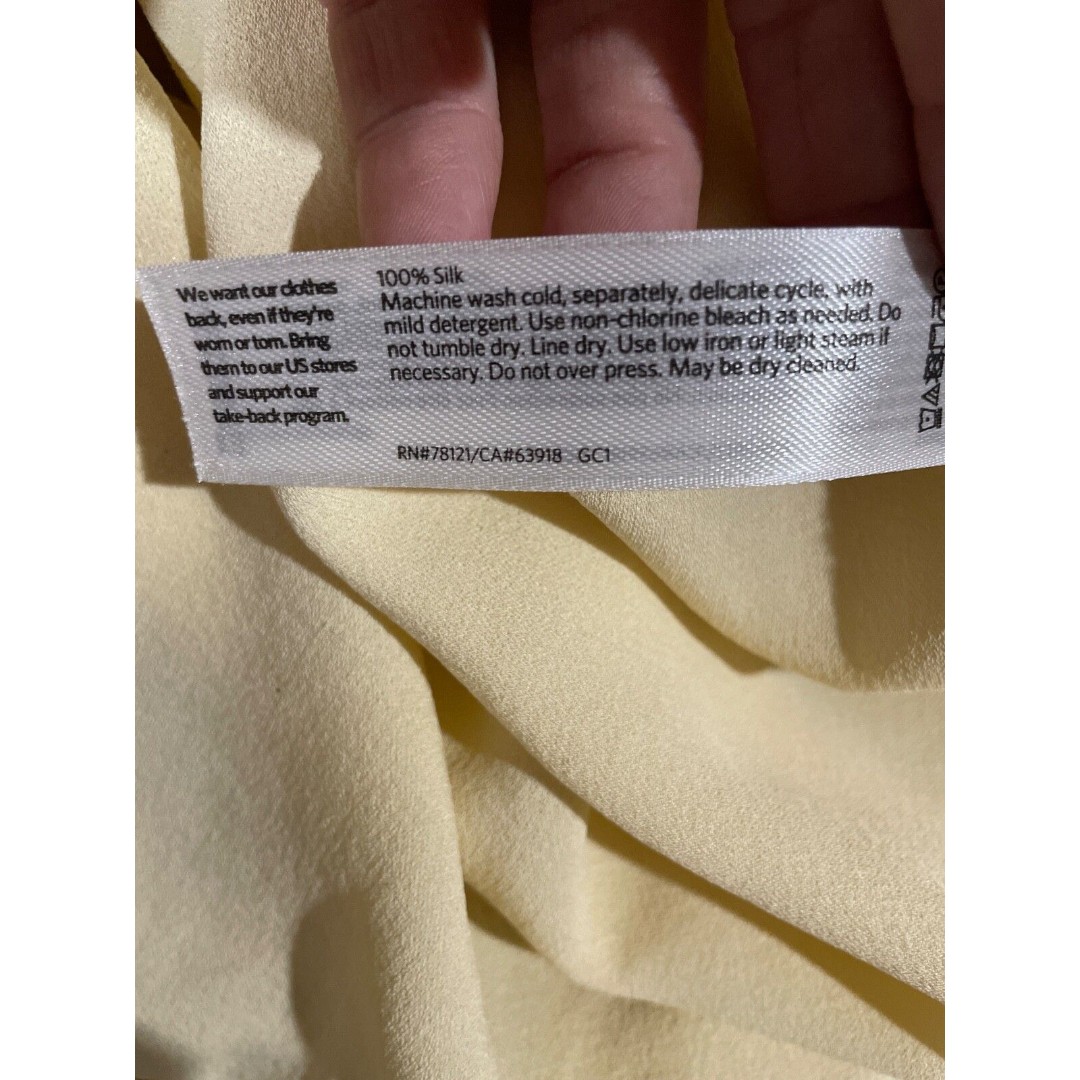 We want our clothes
back, even if they're
worn or torn. Bring
them to our US stores
and support our
take-back program.
100% Silk
Machine wash cold, separately, delicate cycle, with
mild detergent. Use non-chlorine bleach as needed. Do
not tumble dry. Line dry. Use low iron or light steam if
necessary. Do not over press. May be dry cleaned.
RN#78121/CA#63918 GC1